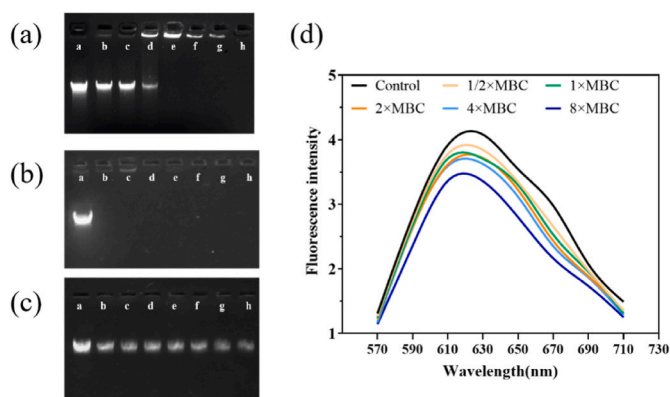 (a)
a b c d e f g h
(b)
a b c d e f g h
(c)
a b c d e f g h
(d)
Control 1/2×MBC 1×MBC
2×MBC 4×MBC 8×MBC
Fluorescence intensity
5
4
3
2
1
570 590 610 630 650 670 690 710 730
Wavelength(nm)